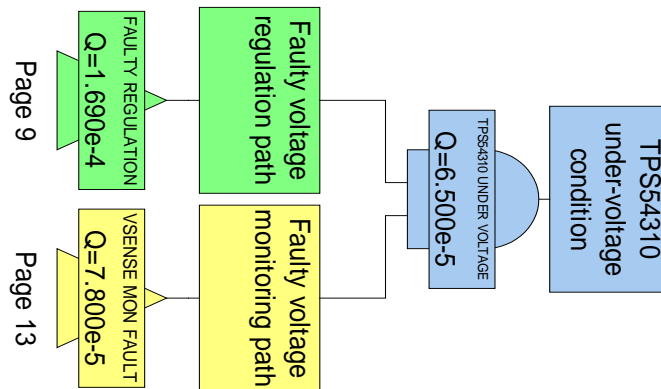 TPS54310
under-voltage
condition
TPS54310 UNDER VOLTAGE
Q=6.500e-5
Faulty voltage
monitoring path
VSENSE MON FAULT
Q=7.800e-5
Page 13
Faulty voltage
regulation path
FAULTY REGULATION
Q=1.690e-4
Page 9